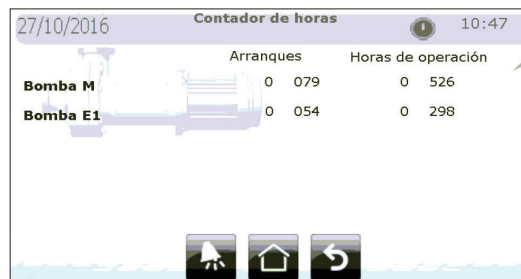 27/10/2016 Contador de horas 10:47
Arranques Horas de operación
Bomba M 0 079 0 526
Bomba E1 0 054 0 298